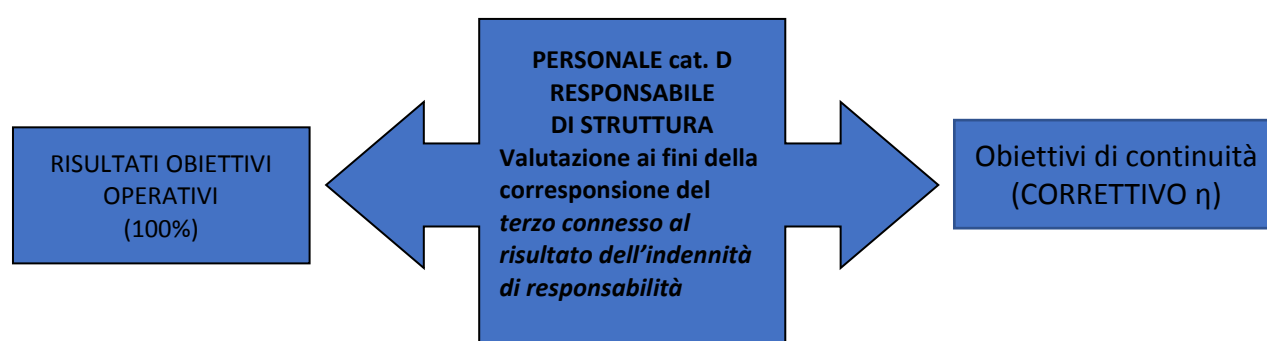 RISULTATI OBIETTIVI
OPERATIVI
(100%)
PERSONALE cat. D
RESPONSABILE
DI STRUTTURA
Valutazione ai fini della
corresponsione del
terzo connesso al
risultato dell’indennità
di responsabilità
Obiettivi di continuità
(CORRETTIVO η)